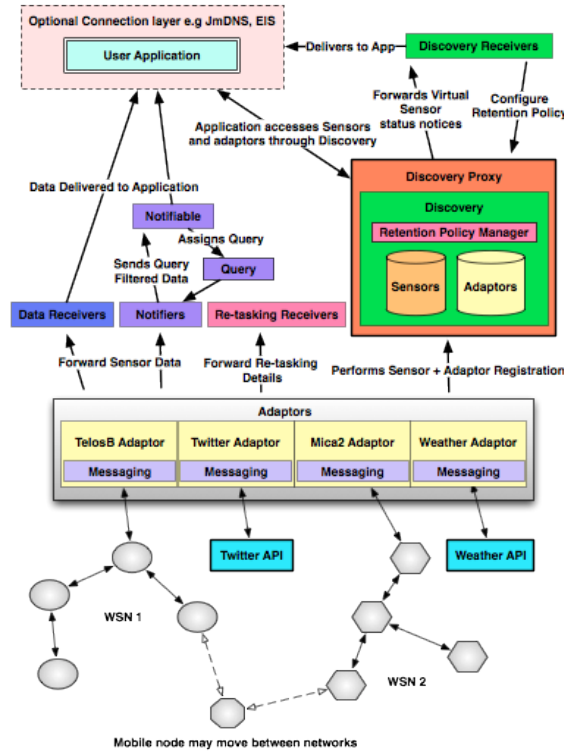 Optional Connection layer e.g JmDNS, EIS
User Application
Delivers to App
Discovery Receivers
Forwards Virtual
Sensor
status notices
Configure
Retention Policy
Application accesses Sensors
and adaptors through Discovery
Data Delivered to Application
Discovery Proxy
Discovery
Retention Policy Manager
Sensors
Adaptors
Notifiable
Assigns Query
Query
Sends Query
Filtered Data
Data Receivers
Notifiers
Re-tasking Receivers
Forward Sensor Data
Forward Re-tasking
Details
Performs Sensor + Adaptor Registration
Adaptors
TelosB Adaptor
Twitter Adaptor
Mica2 Adaptor
Weather Adaptor
Messaging
Messaging
Messaging
Messaging
Twitter API
Weather API
WSN 1
WSN 2
Mobile node may move between networks